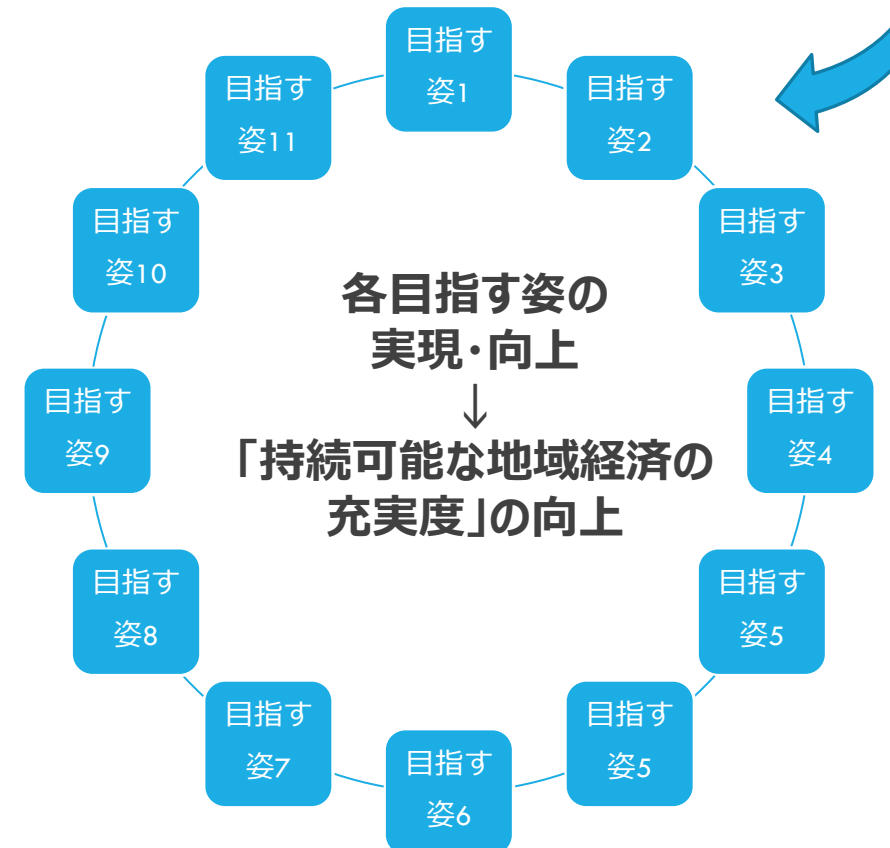 目指す
姿1
目指す
姿2
目指す
姿3
目指す
姿4
目指す
姿5
目指す
姿5
目指す
姿6
目指す
姿7
目指す
姿8
目指す
姿9
目指す
姿10
目指す
姿11
各目指す姿の
実現・向上
↓
「持続可能な地域経済の
充実度」の向上